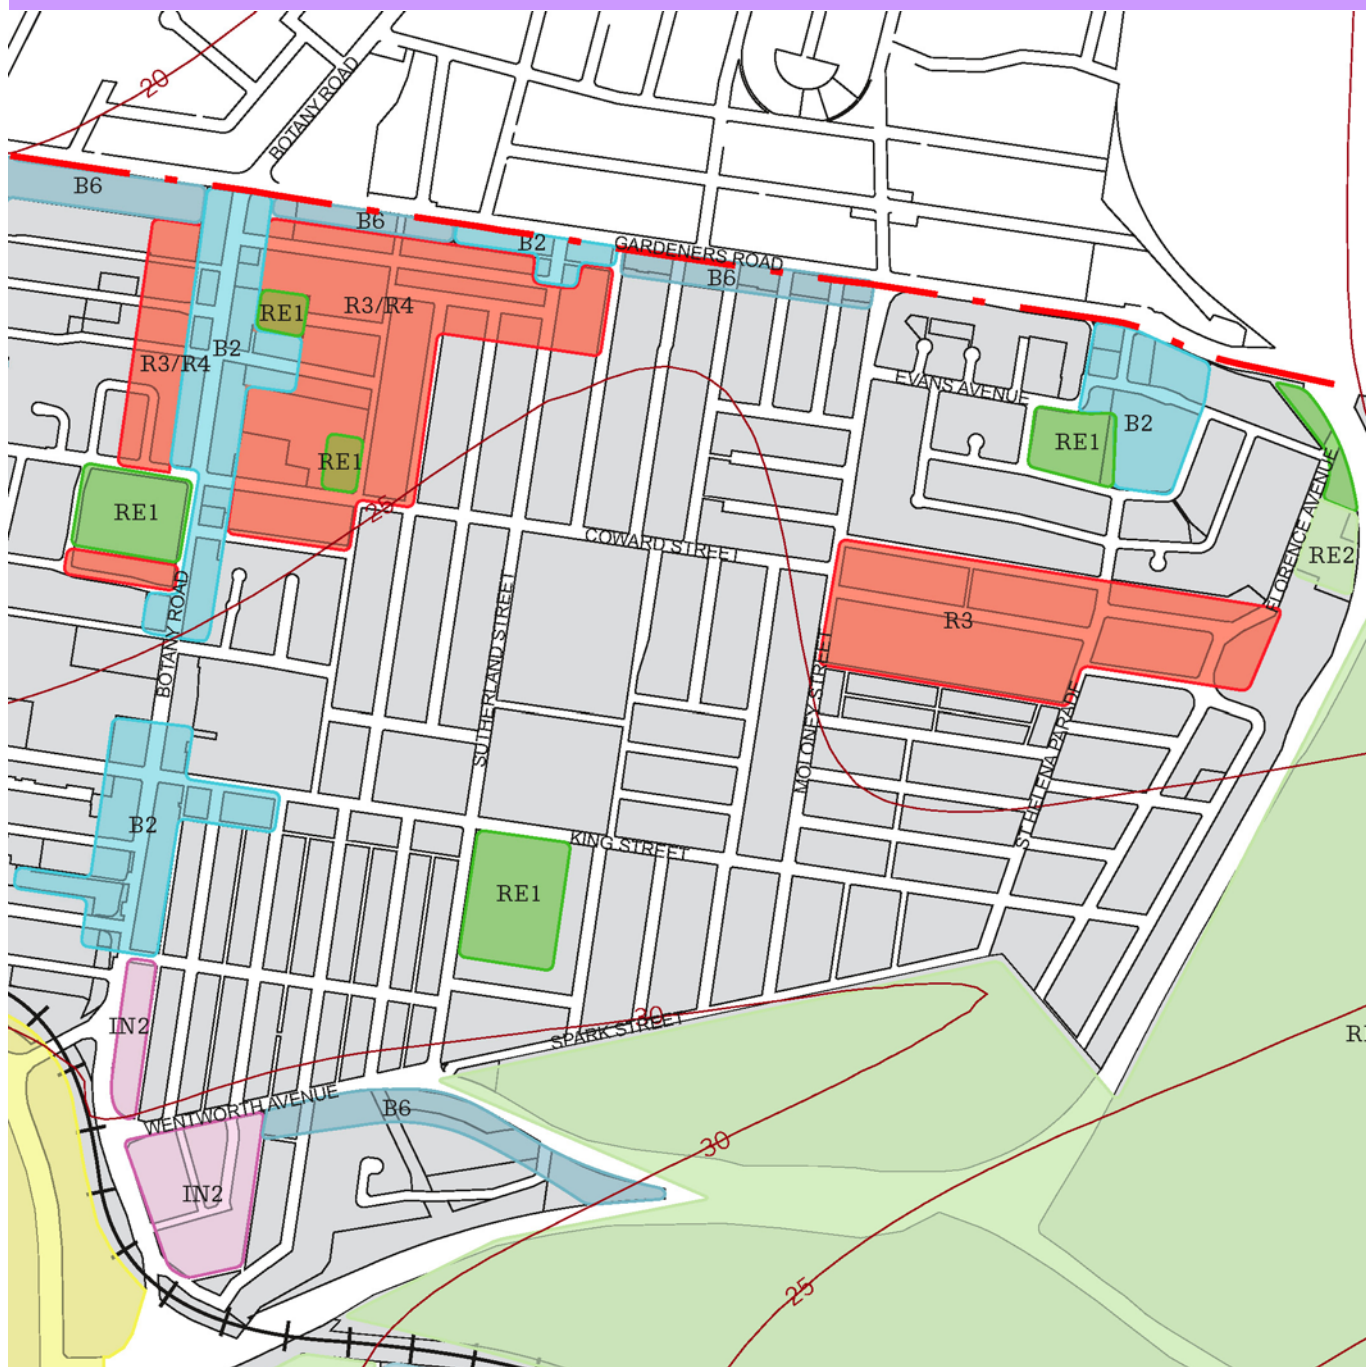 20
BOTANY ROAD
B6
B6
B2
GARDENERS ROAD
B6
RE1
R3/R4
B2
R3/R4
EVANS AVENUE
RE1
B2
RE1
RE1
25
FLORENCE AVENUE
COWARD STREET
RE2
BOTANY ROAD
SUTHERLAND STREET
R3
MOLONEY STREET
ST HELENA PARADE
B2
KING STREET
RE1
IN2
30
SPARK STREET
WENTWORTH AVENUE
B6
30
IN2
25